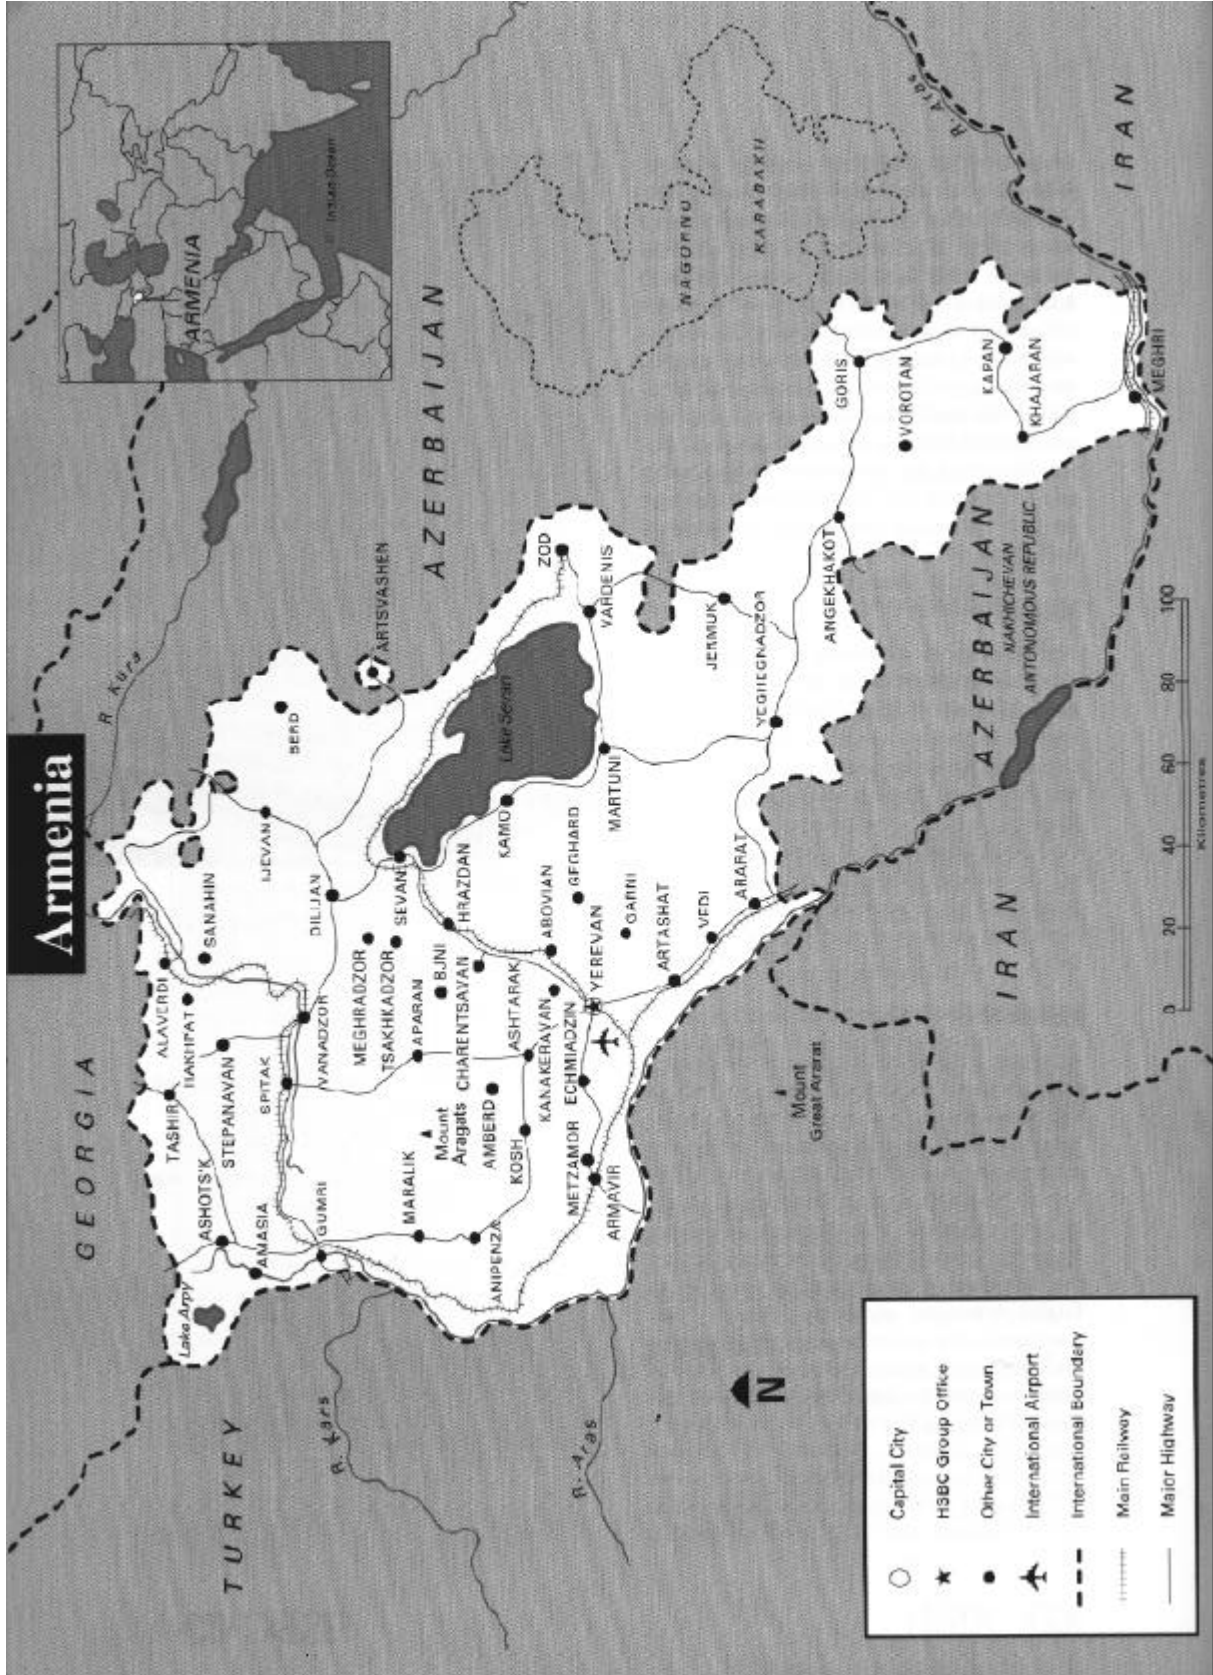 Armenia
ARMENIA
Indian Ocean
GEORGIA
TURKEY
AZERBAIJAN
NAGORNO
KARABAKH
IRAN
R. Aras
R. Kura
R. Kars
R. Aras
Lake Arpy
ASHOTS'K
AMASIA
GUMRI
TASHIR
STEPANAVAN
SPITAK
ALAVERDI
HAKHPAT
SANAHIN
VANADZOR
DILIJAN
IJEVAN
BERD
ARTSVASHEN
MARALIK
ANIPENZA
Mount
Aragats
AMBERD
KOSH
MEGHRADZOR
TSAKHKADZOR
APARAN
BJNI
CHARENTSAVAN
ASHTARAK
KANAKERAVAN
SEVAN
HRAZDAN
ABOVIAN
KAMO
Lake Sevan
GEGHARD
MARTUNI
ZOD
VARDENIS
METZAMOR
ECHMIADZIN
ARMAVIR
YEREVAN
GARNI
ARTASHAT
VEDI
ARARAT
JERMUK
YEGHEGNADZOR
ANGEKHAKOT
GORIS
VOROTAN
KAPAN
KHAJARAN
MEGHRI
Mount
Great Ararat
IRAN
AZERBAIJAN
NAKHICHEVAN
ANTONOMOUS REPUBLIC
0 20 40 60 80 100
Kilometres
N
Capital City
HSBC Group Office
Other City or Town
International Airport
International Boundary
Main Railway
Major Highway